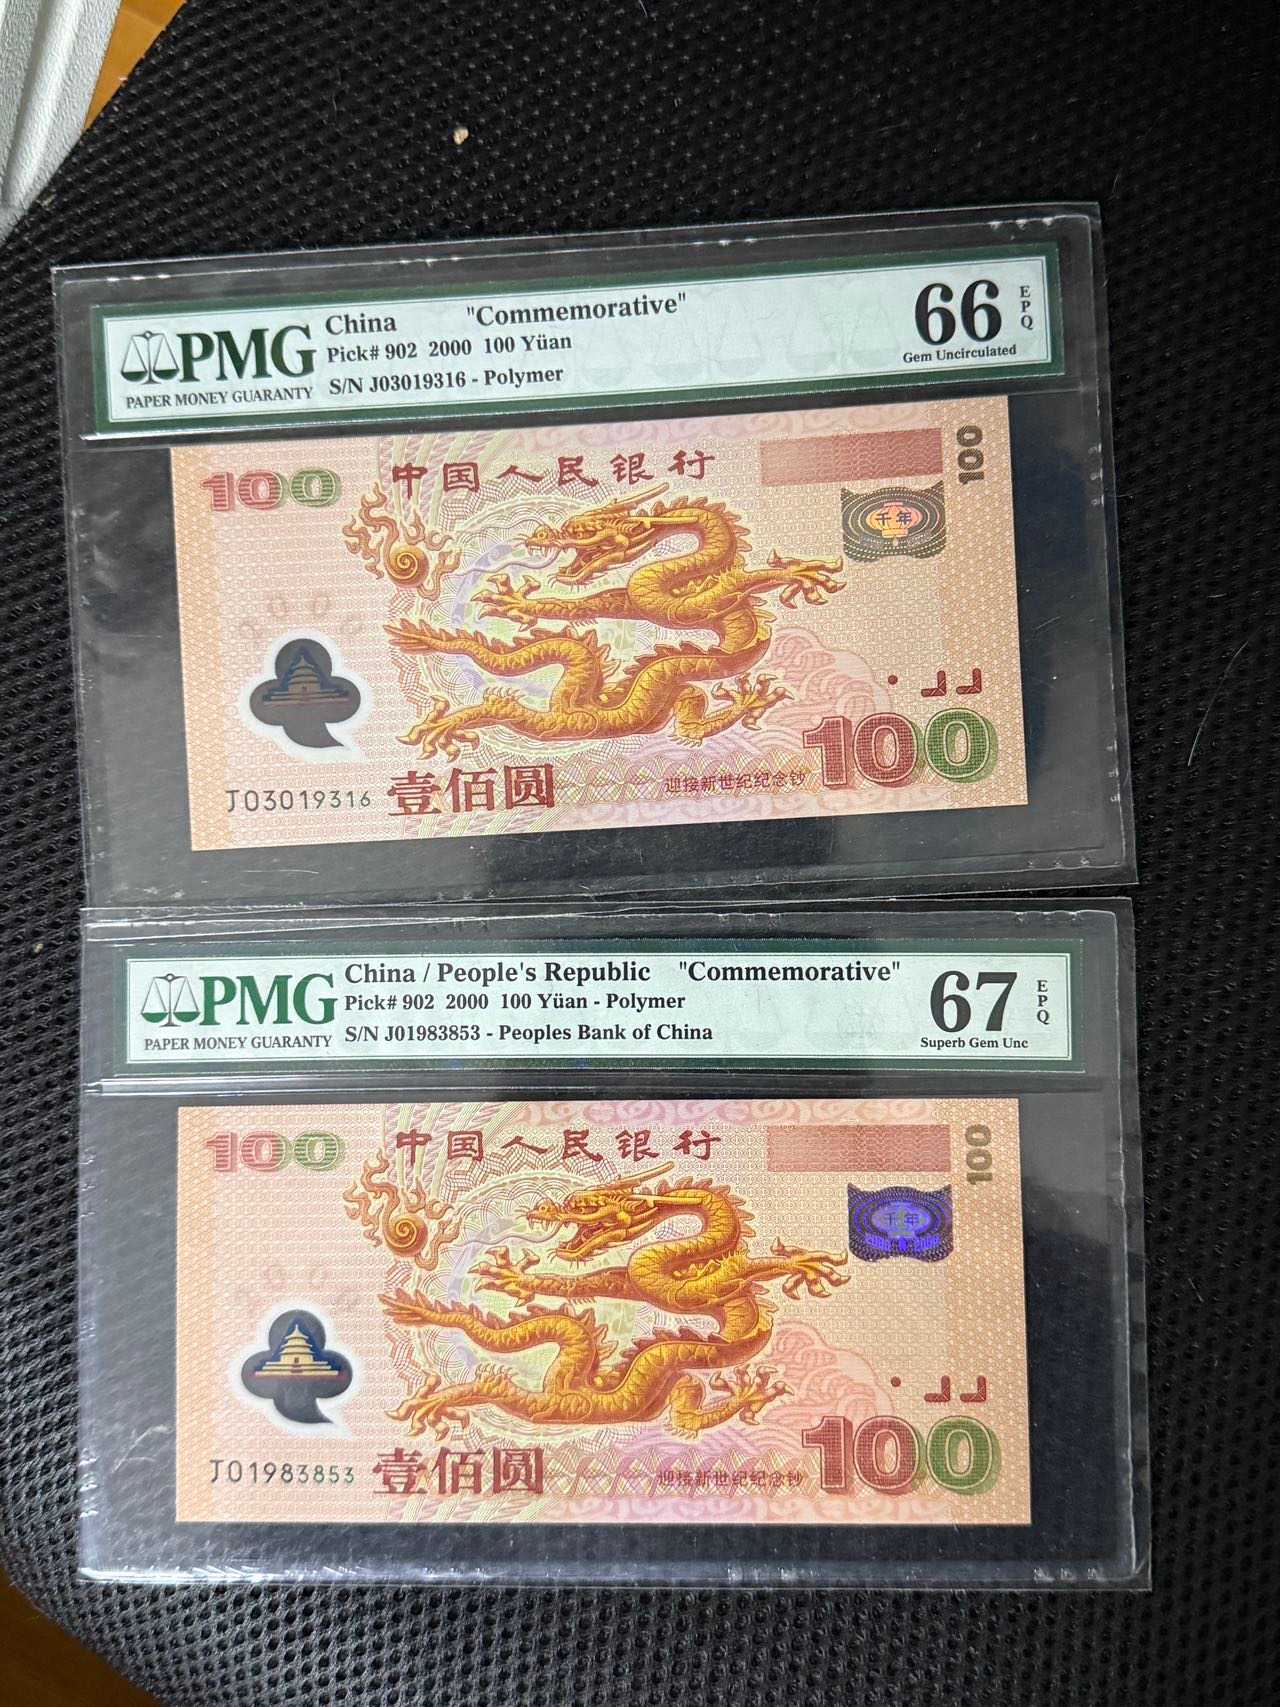 PMG
PAPER MONEY GUARANTY
China "Commemorative"
Pick# 902 2000 100 Yüan
S/N J03019316 - Polymer
66
EPQ
Gem Uncirculated
100
中国人民银行
100
千年
100
J03019316
壹佰圆
迎接新世纪纪念钞
PMG
PAPER MONEY GUARANTY
China / People's Republic "Commemorative"
Pick# 902 2000 100 Yüan - Polymer
S/N J01983853 - Peoples Bank of China
67
EPQ
Superb Gem Unc
100
中国人民银行
100
千年
100
J01983853
壹佰圆
迎接新世纪纪念钞